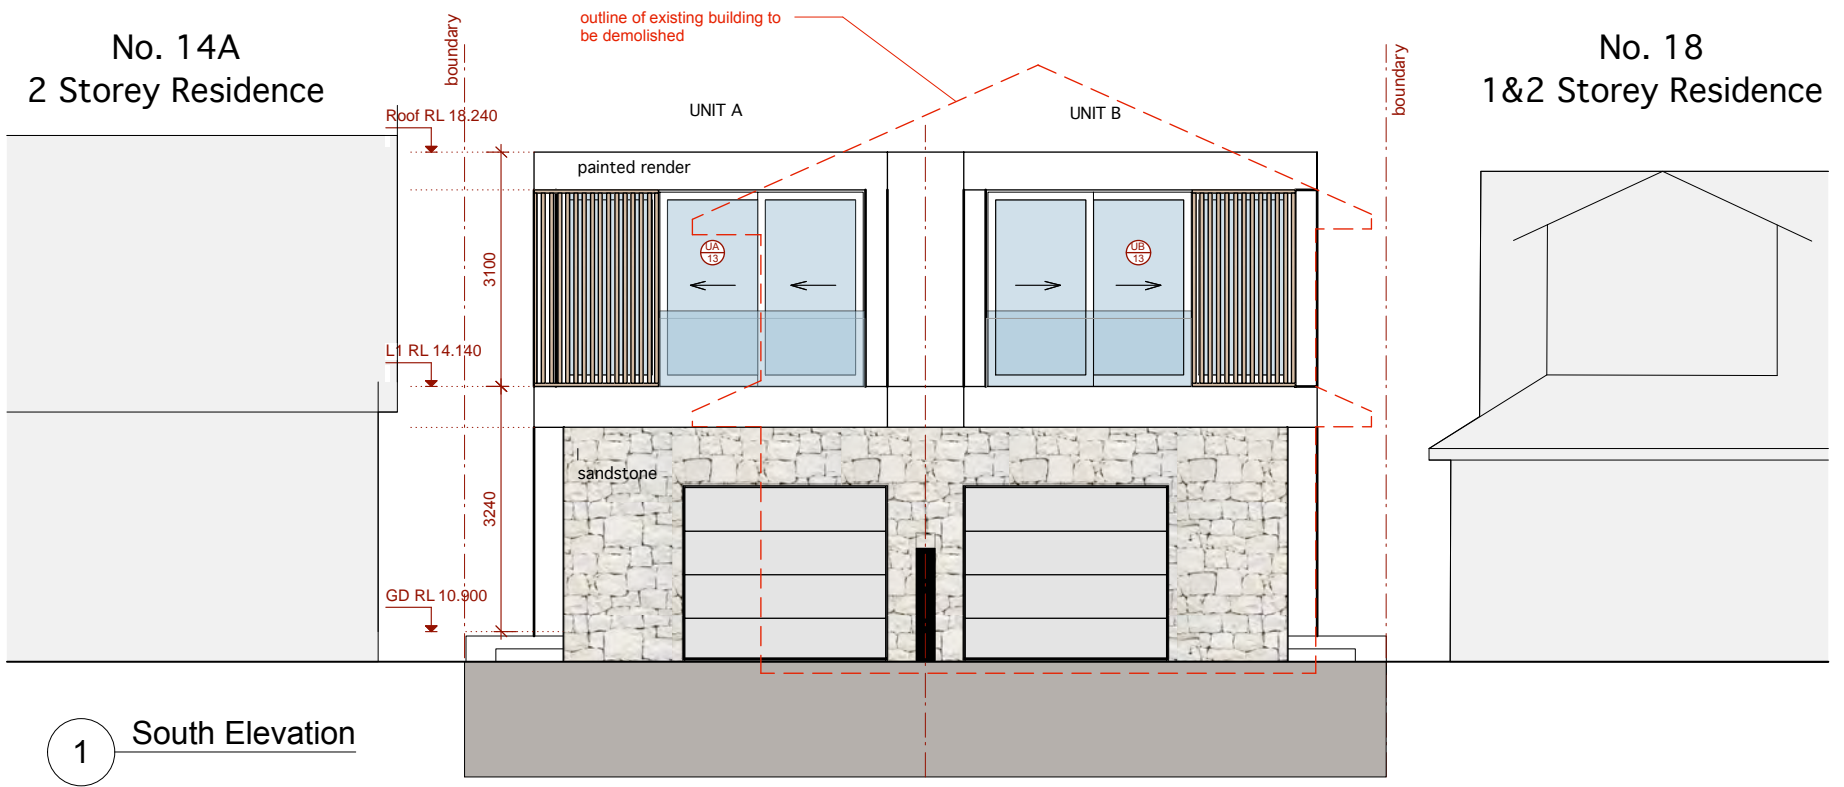 No. 14A
2 Storey Residence
boundary
outline of existing building to
be demolished
boundary
No. 18
1&2 Storey Residence
UNIT A
UNIT B
Roof RL 18.240
painted render
UA
13
UB
13
3100
L1 RL 14.140
sandstone
3240
GD RL 10.900
1
South Elevation